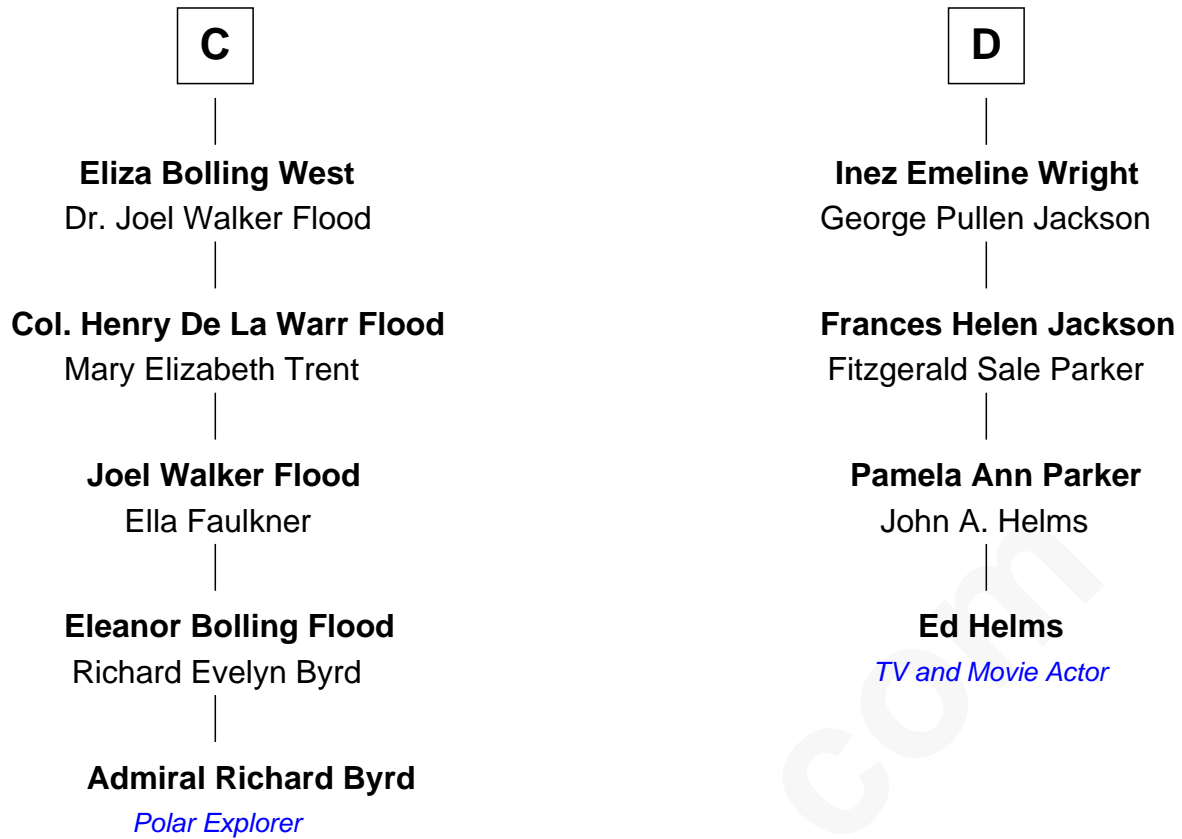 C
Eliza Bolling West
Dr. Joel Walker Flood
Col. Henry De La Warr Flood
Mary Elizabeth Trent
Joel Walker Flood
Ella Faulkner
Eleanor Bolling Flood
Richard Evelyn Byrd
Admiral Richard Byrd
Polar Explorer
D
Inez Emeline Wright
George Pullen Jackson
Frances Helen Jackson
Fitzgerald Sale Parker
Pamela Ann Parker
John A. Helms
Ed Helms
TV and Movie Actor
com